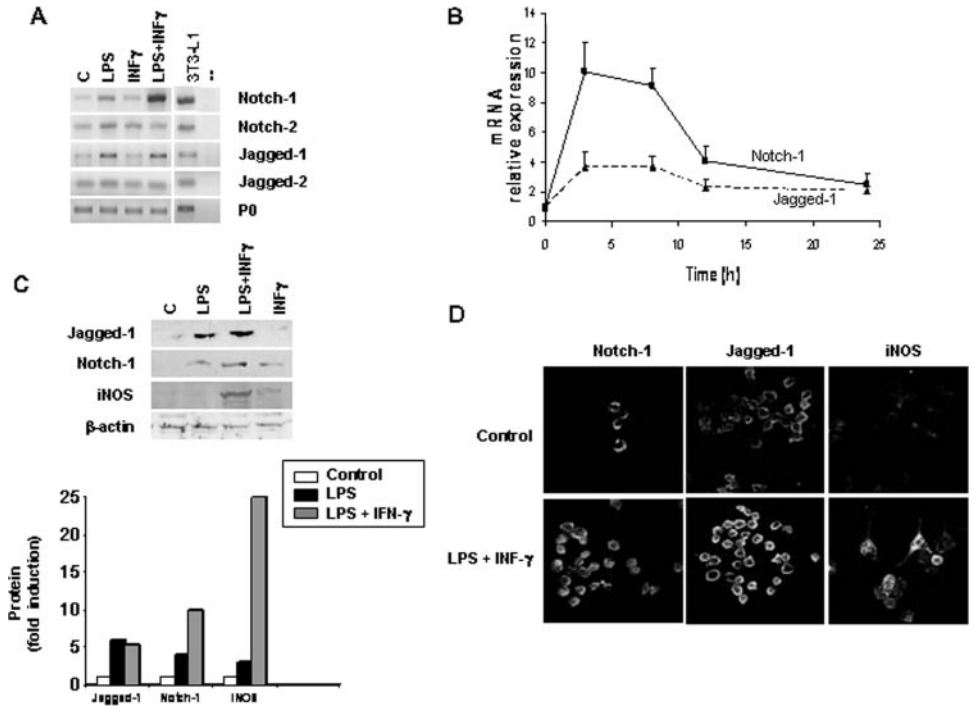 A
C
LPS
INFγ
LPS+INFγ
3T3-L1
--
Notch-1
Notch-2
Jagged-1
Jagged-2
P0
B
mRNA
relative expression
14
12
10
8
6
4
2
0
0
5
10
15
20
25
Notch-1
Jagged-1
Time [h]
C
C
LPS
LPS+INFγ
INFγ
Jagged-1
Notch-1
iNOS
β-actin
Control
LPS
LPS + IFN-γ
Protein
(fold induction)
25
20
15
10
5
0
Jagged-1
Notch-1
iNOS
D
Notch-1
Jagged-1
iNOS
Control
LPS + INF-γ